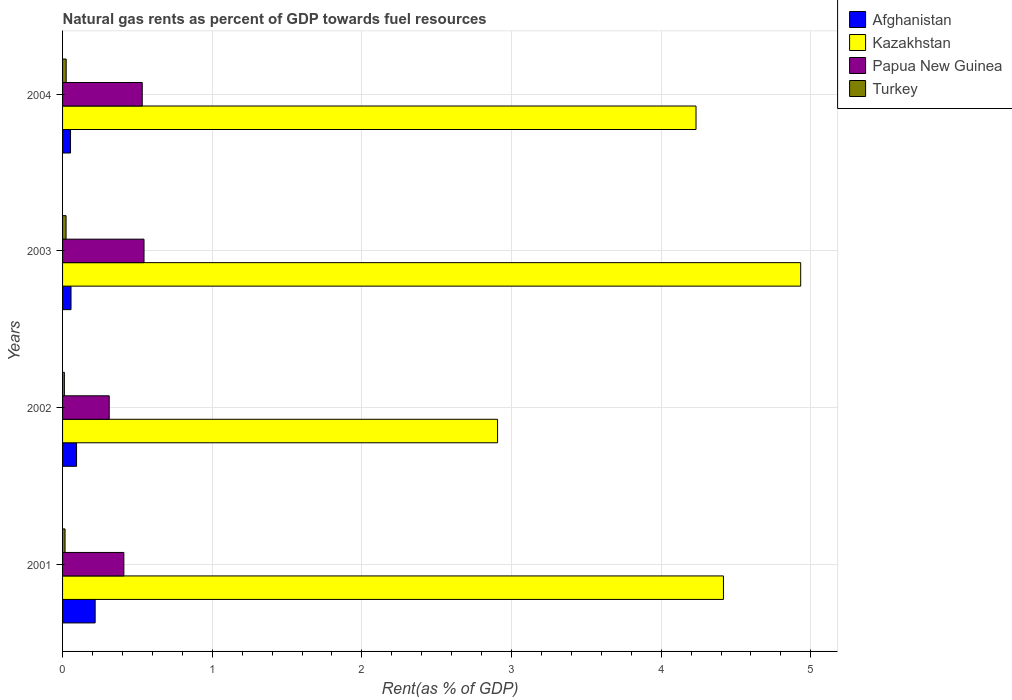 Natural gas rents as percent of GDP towards fuel resources
Afghanistan
Kazakhstan
Papua New Guinea
Turkey
2004
2003
2002
2001
Years
0
1
2
3
4
5
Rent(as % of GDP)